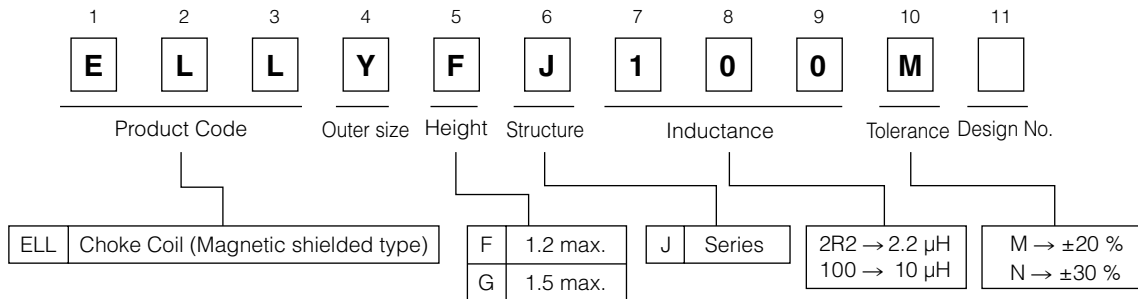 1 2 3 4 5 6 7 8 9 10 11
E L L Y F J 1 0 0 M
Product Code Outer size Height Structure Inductance Tolerance Design No.
ELL Choke Coil (Magnetic shielded type)
F 1.2 max.
G 1.5 max.
J Series
2R2 → 2.2 μH
100 → 10 μH
M → ±20 %
N → ±30 %